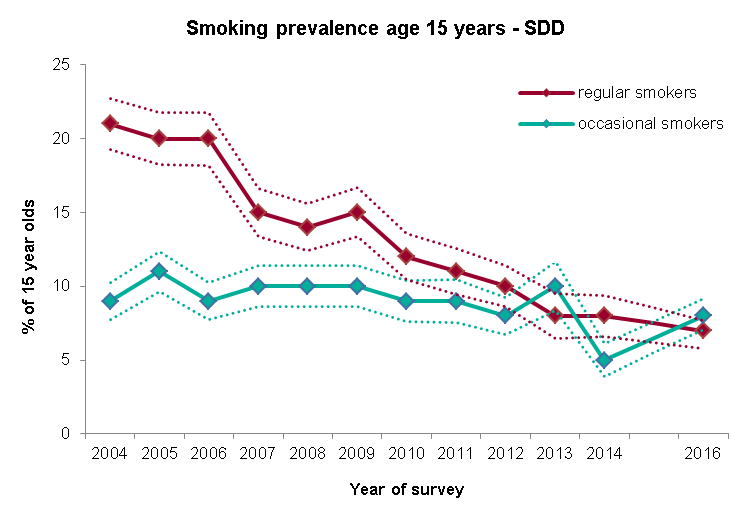 Smoking prevalence age 15 years - SDD
25
20
15
10
5
0
% of 15 year olds
regular smokers
occasional smokers
2004 2005 2006 2007 2008 2009 2010 2011 2012 2013 2014 2016
Year of survey